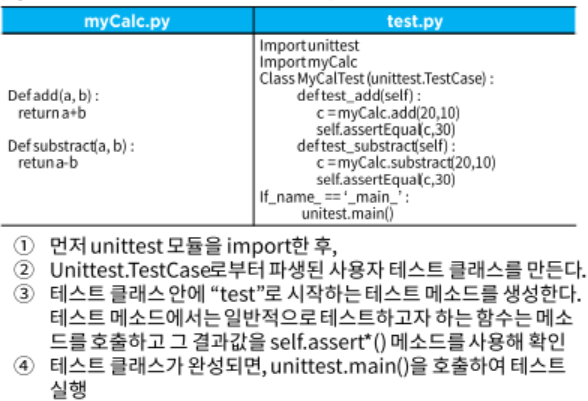 myCalc.py
test.py
Def add(a, b) :
return a+b
Def substract(a, b) :
retun a-b
Import unittest
Import myCalc
Class MyCalTest (unittest.TestCase) :
def test_add(self) :
c = myCalc.add(20,10)
self.assertEqual(c,30)
def test_substract(self) :
c = myCalc.substract(20,10)
self.assertEqual(c,30)
If_name_ == ‘_main_’ :
unitest.main()
① 먼저 unittest 모듈을 import한 후,
② Unittest.TestCase로부터 파생된 사용자 테스트 클래스를 만든다.
③ 테스트 클래스 안에 “test”로 시작하는 테스트 메소드를 생성한다.
테스트 메소드에서는 일반적으로 테스트하고자 하는 함수는 메소
드를 호출하고 그 결과값을 self.assert*() 메소드를 사용해 확인
④ 테스트 클래스가 완성되면, unittest.main()을 호출하여 테스트
실행